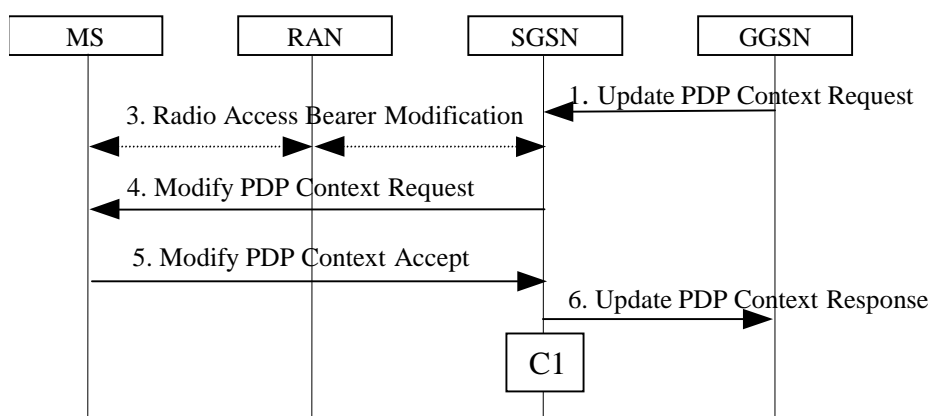 MS
RAN
SGSN
GGSN
1. Update PDP Context Request
3. Radio Access Bearer Modification
4. Modify PDP Context Request
5. Modify PDP Context Accept
6. Update PDP Context Response
C1